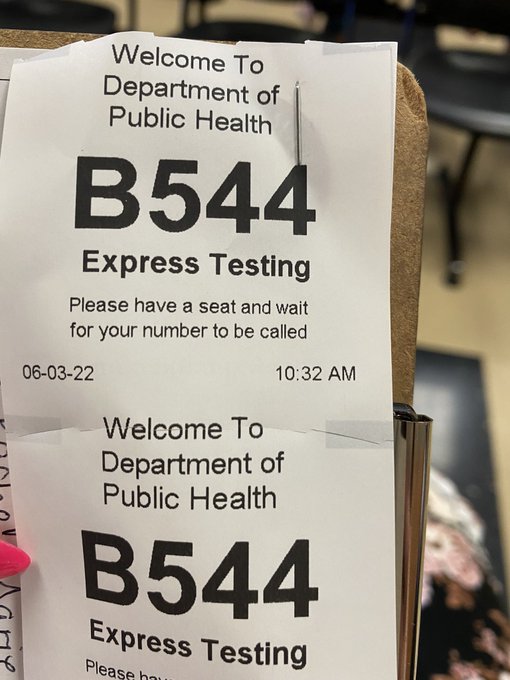 Welcome To
Department of
Public Health
B544
Express Testing
Please have a seat and wait
for your number to be called
06-03-22 10:32 AM
Welcome To
Department of
Public Health
B544
Express Testing
Please